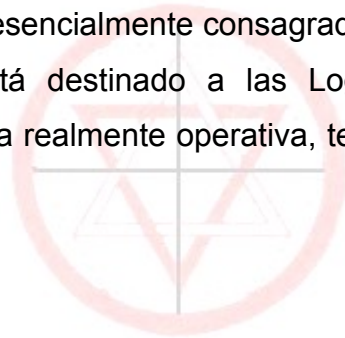 esencialmente consagrad
tá destinado a las Lo
a realmente operativa, te